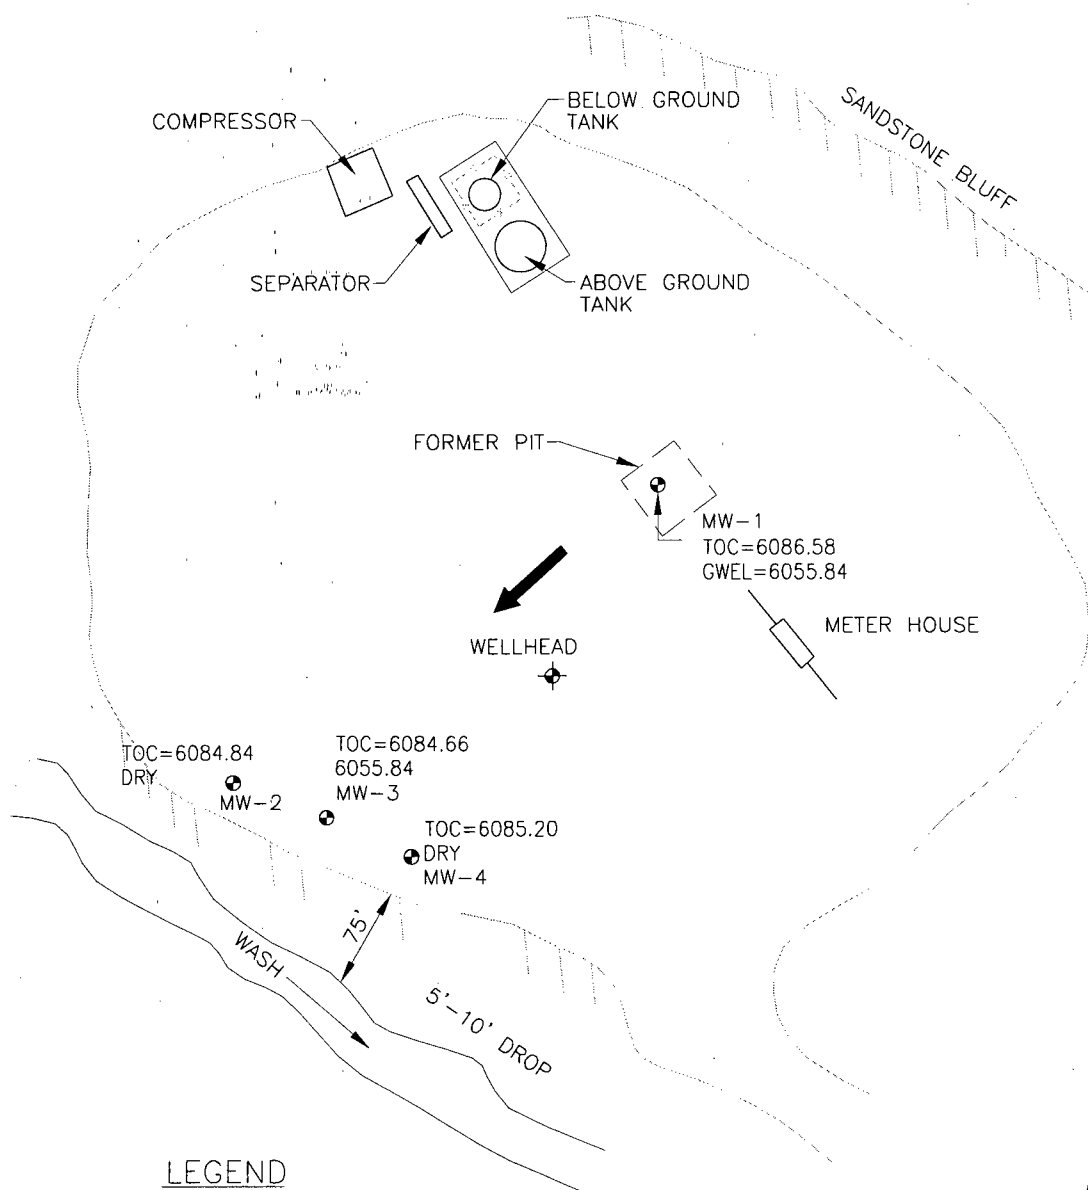 BELOW GROUND
TANK
COMPRESSOR
SANDSTONE BLUFF
SEPARATOR
ABOVE GROUND
TANK
FORMER PIT
MW-1
TOC=6086.58
GWEL=6055.84
METER HOUSE
WELLHEAD
TOC=6084.84
DRY
MW-2
TOC=6084.66
6055.84
MW-3
TOC=6085.20
DRY
MW-4
75'
WASH
5'-10' DROP
LEGEND